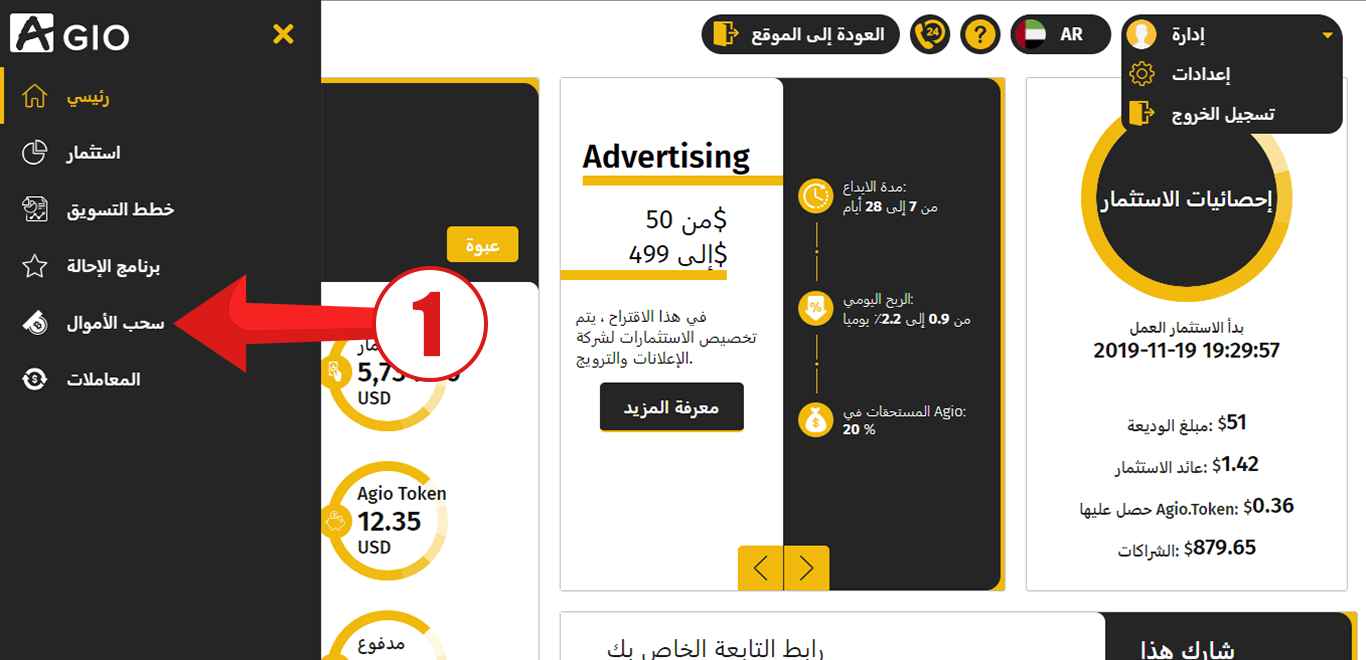 AGIO
رئيسي
استثمار
خطط التسويق
برنامج الإحالة
سحب الأموال
المعاملات
1
العودة إلى الموقع
24
?
AR
إدارة
إعدادات
تسجيل الخروج
عبوة
USD
Agio Token
12.35
USD
مدفوع
Advertising
$من 50
$إلى 499
في هذا الاقتراح ، يتم
تخصيص الاستثمارات لشركة
الإعلانات والترويج.
معرفة المزيد
مدة الايداع:
من 7 إلى 28 أيام
الربح اليومي:
من 0.9 إلى 2.2٪ يوميا
المستحقات في Agio:
20 %
إحصائيات الاستثمار
بدأ الاستثمار العمل
2019-11-19 19:29:57
مبلغ الوديعة: $51
عائد الاستثمار: $1.42
حصل عليها Agio.Token: $0.36
الشراكات: $879.65
رابط التابعة الخاص بك
شارك هذا